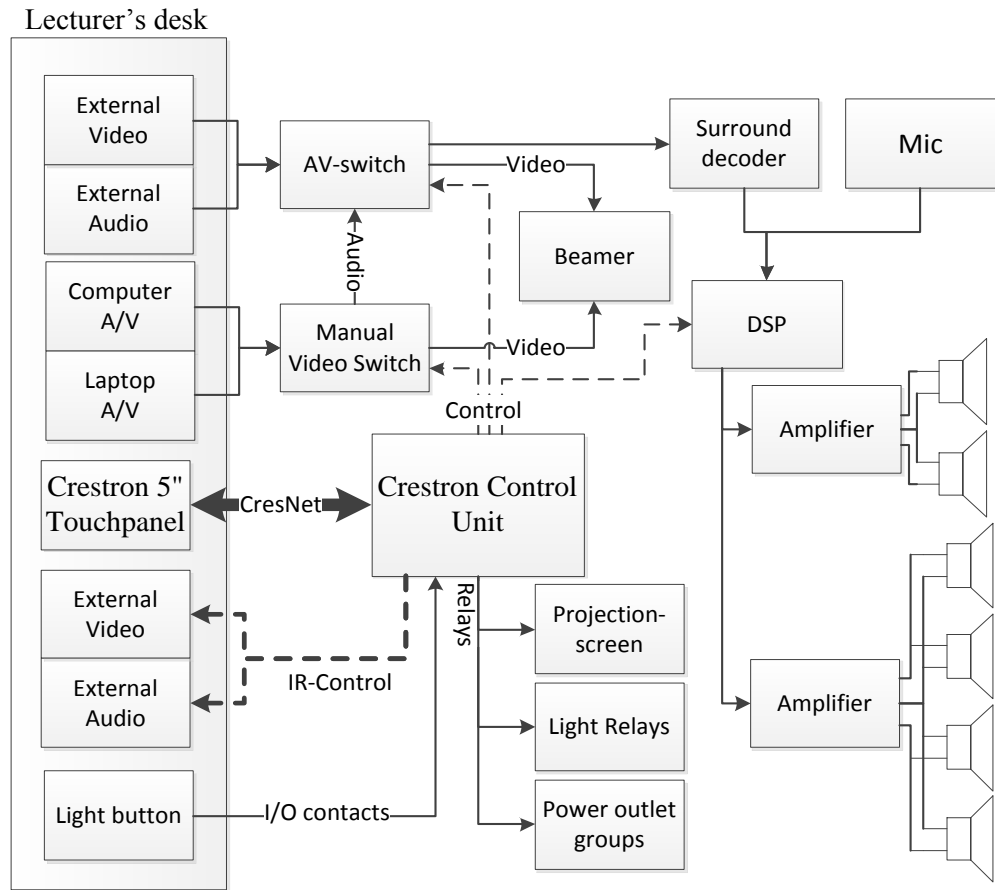 Lecturer's desk
External
Video
External
Audio
Computer
A/V
Laptop
A/V
Crestron 5"
Touchpanel
External
Video
External
Audio
Light button
AV-switch
Audio
Manual
Video Switch
Video
Video
Beamer
Surround
decoder
Mic
DSP
Amplifier
Amplifier
Control
Crestron Control
Unit
CresNet
IR-Control
I/O contacts
Relays
Projection-
screen
Light Relays
Power outlet
groups